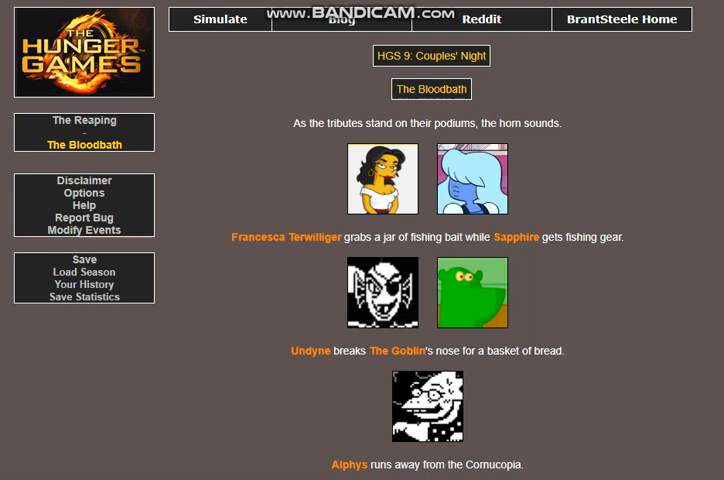 www.BANDICAM.com
Simulate
Blog
Reddit
BrantSteele Home
THE
HUNGER
GAMES
The Reaping
-
The Bloodbath
Disclaimer
Options
Help
Report Bug
Modify Events
Save
Load Season
Your History
Save Statistics
HGS 9: Couples' Night
The Bloodbath
As the tributes stand on their podiums, the horn sounds.
Francesca Terwilliger grabs a jar of fishing bait while Sapphire gets fishing gear.
Undyne breaks The Goblin's nose for a basket of bread.
Alphys runs away from the Cornucopia.